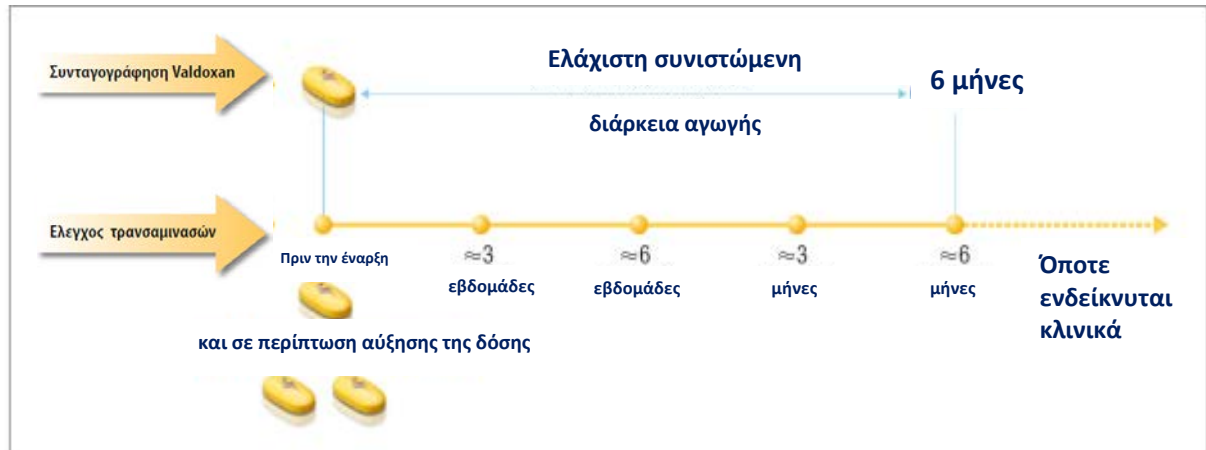 Συνταγογράφηση Valdoxan
Ελάχιστη συνιστώμενη
6 μήνες
διάρκεια αγωγής
Ελεγχος τρανσαμινασών
Πριν την έναρξη
≈3
εβδομάδες
≈6
εβδομάδες
≈3
μήνες
≈6
μήνες
Όποτε
ενδείκνυται
κλινικά
και σε περίπτωση αύξησης της δόσης